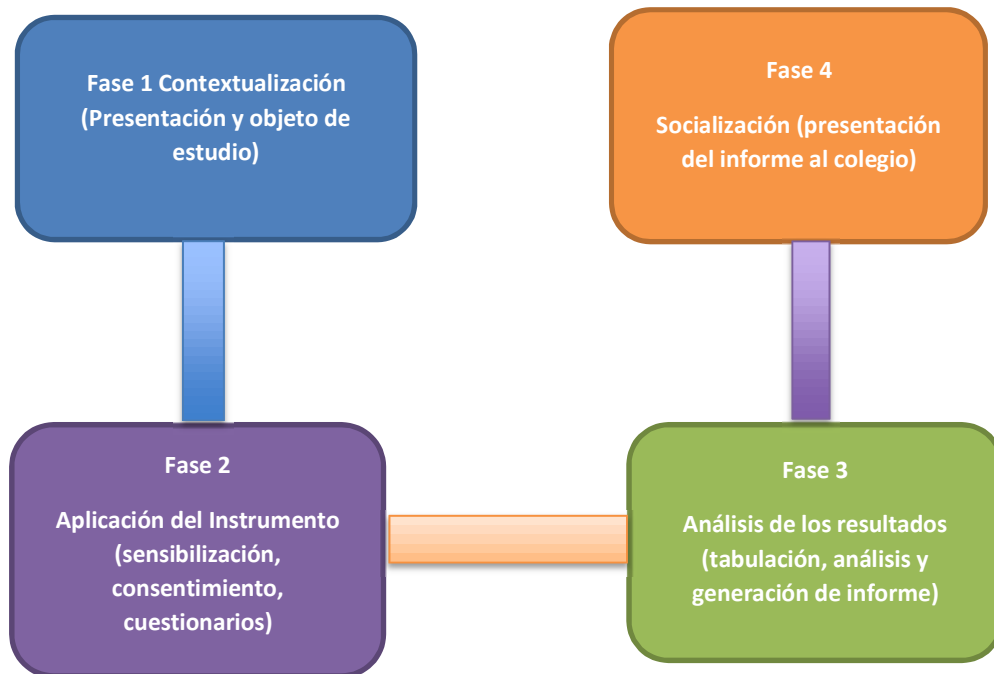 Fase 1 Contextualización
(Presentación y objeto de
estudio)
Fase 2
Aplicación del Instrumento
(sensibilización,
consentimiento,
cuestionarios)
Fase 3
Análisis de los resultados
(tabulación, análisis y
generación de informe)
Fase 4
Socialización (presentación
del informe al colegio)